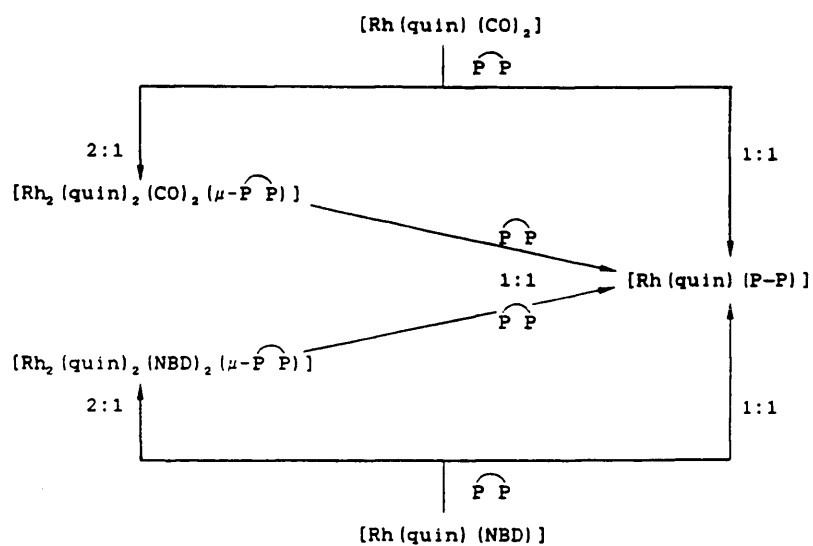 [Rh(quin)(CO)₂]
P P
2:1
1:1
[Rh₂(quin)₂(CO)₂(μ-P P)]
P P
1:1
[Rh(quin)(P-P)]
P P
[Rh₂(quin)₂(NBD)₂(μ-P P)]
2:1
1:1
P P
[Rh(quin)(NBD)]